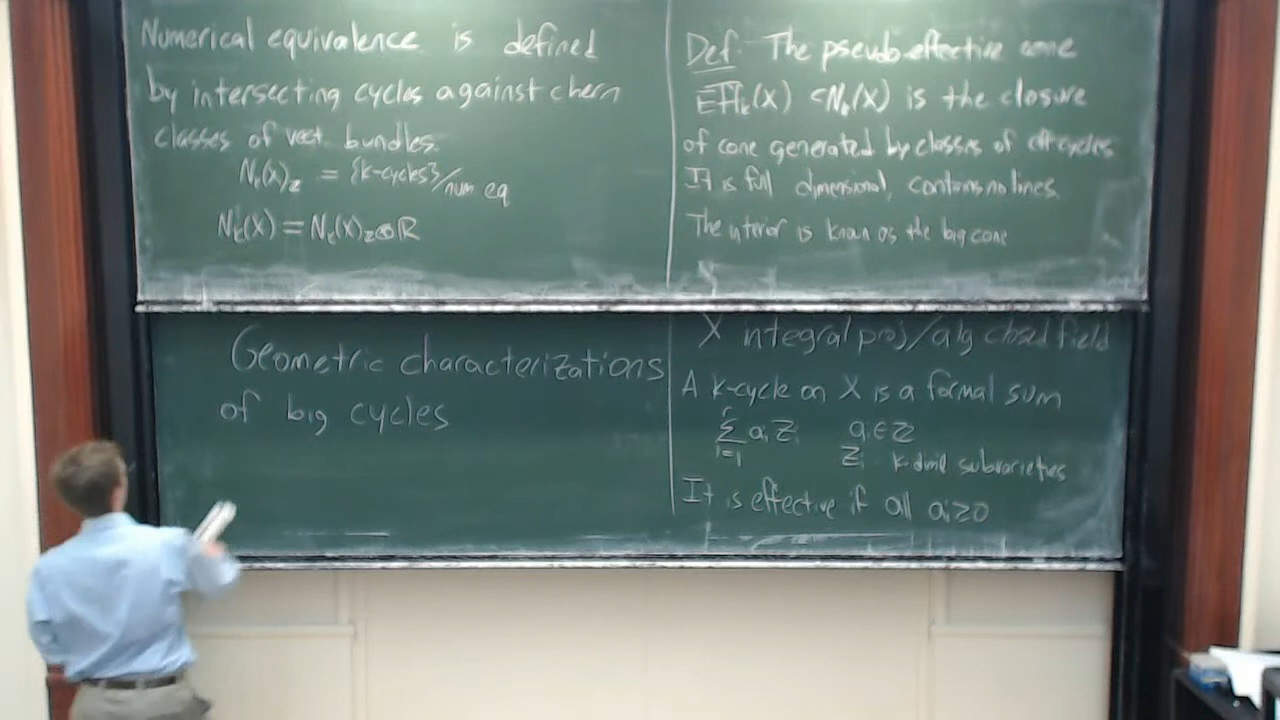 Numerical equivalence is defined
by intersecting cycles against chern
classes of vect. bundles.
N_k(X)_Z = {k-cycles}/num eq
N_k(X) = N_k(X)_Z⊗R
Def: The pseudo-effective cone
E̅f̅f̅_k(X) ⊂ N_k(X) is the closure
of cone generated by classes of eff cycles
It is full dimensional, contains no lines.
The interior is known as the big cone
Geometric characterizations
of big cycles
X integral proj/alg closed field
A k-cycle on X is a formal sum
∑_{i=1}^r a_i Z_i a_i ∈ Z
Z_i k-diml subvarieties
It is effective if all a_i ≥ 0